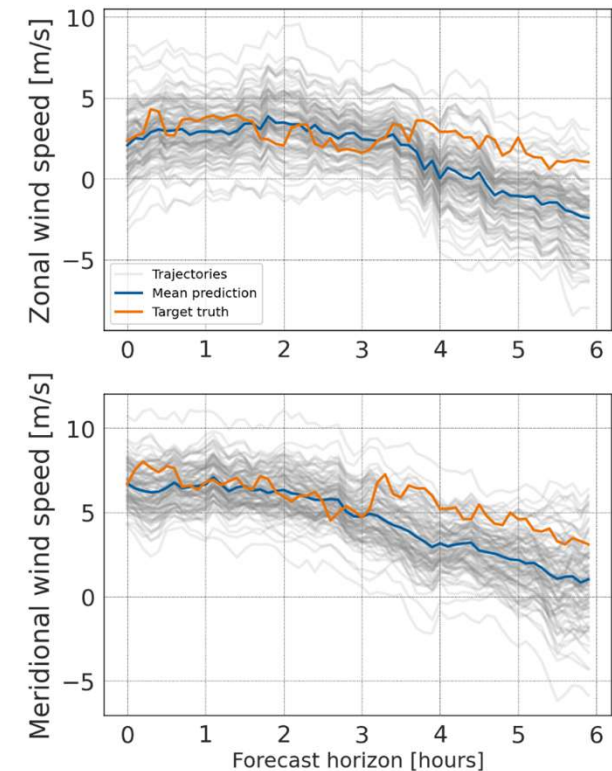 Zonal wind speed [m/s]
10
5
0
−5
Trajectories
Mean prediction
Target truth
0 1 2 3 4 5 6
Meridional wind speed [m/s]
10
5
0
−5
0 1 2 3 4 5 6
Forecast horizon [hours]